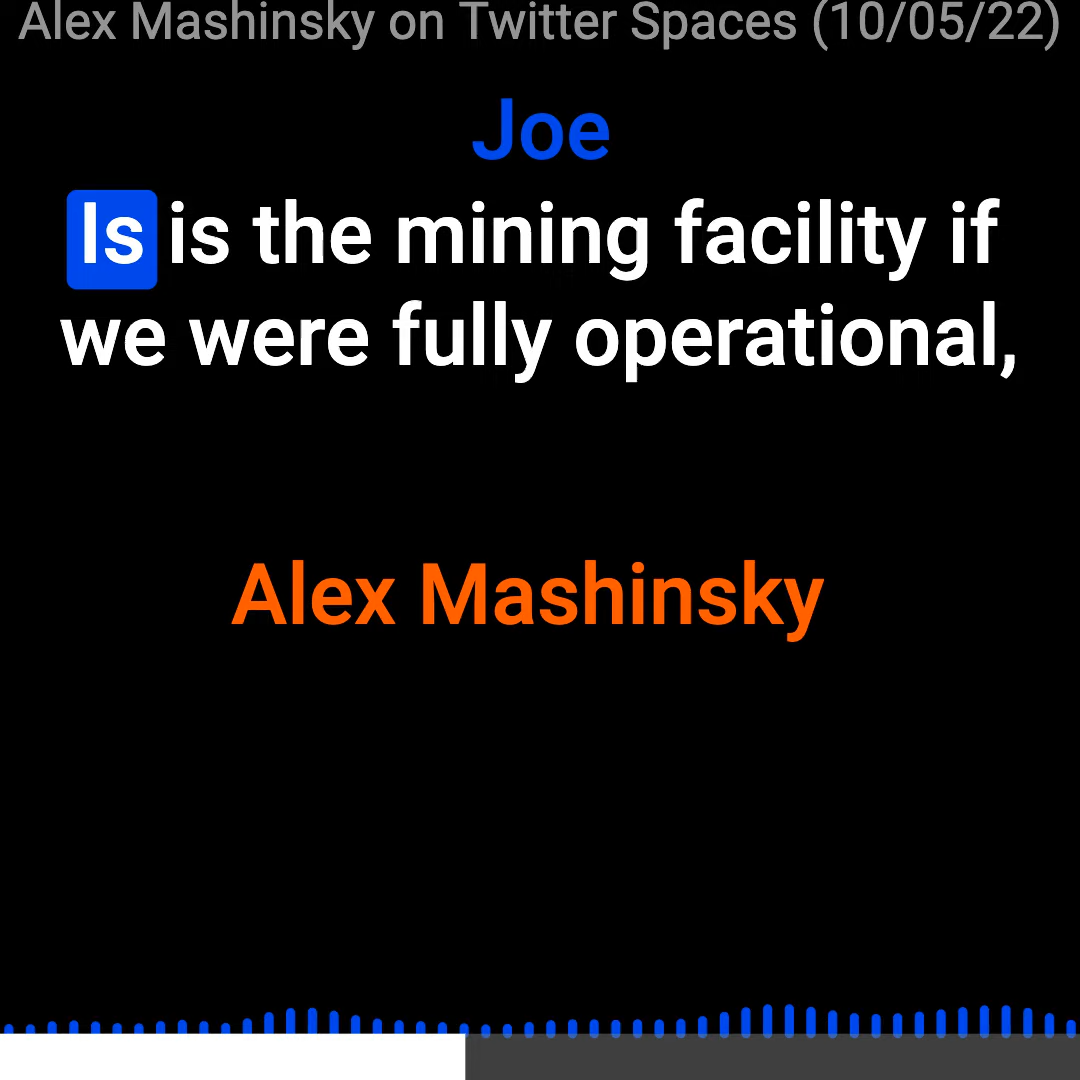 Alex Mashinsky on Twitter Spaces (10/05/22)
Joe
Is is the mining facility if
we were fully operational,
Alex Mashinsky